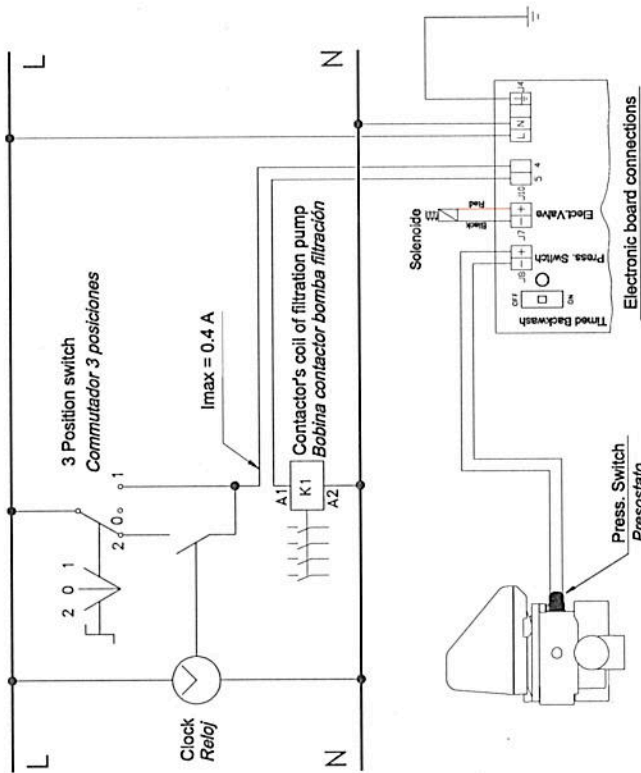 L
L
N
N
3 Position switch
Commutador 3 posiciones
2 0 1
2
0
1
Clock
Reloj
Imax = 0.4 A
A1
K1
A2
Contactor's coil of filtration pump
Bobina contactor bomba filtración
Solenoide
Black
Red
J8
- +
Press. Switch
J7
- +
Elect.Valve
J10
5 4
L N
J4
OFF
ON
Timed Backwash
Electronic board connections
Press. Switch
Presostato